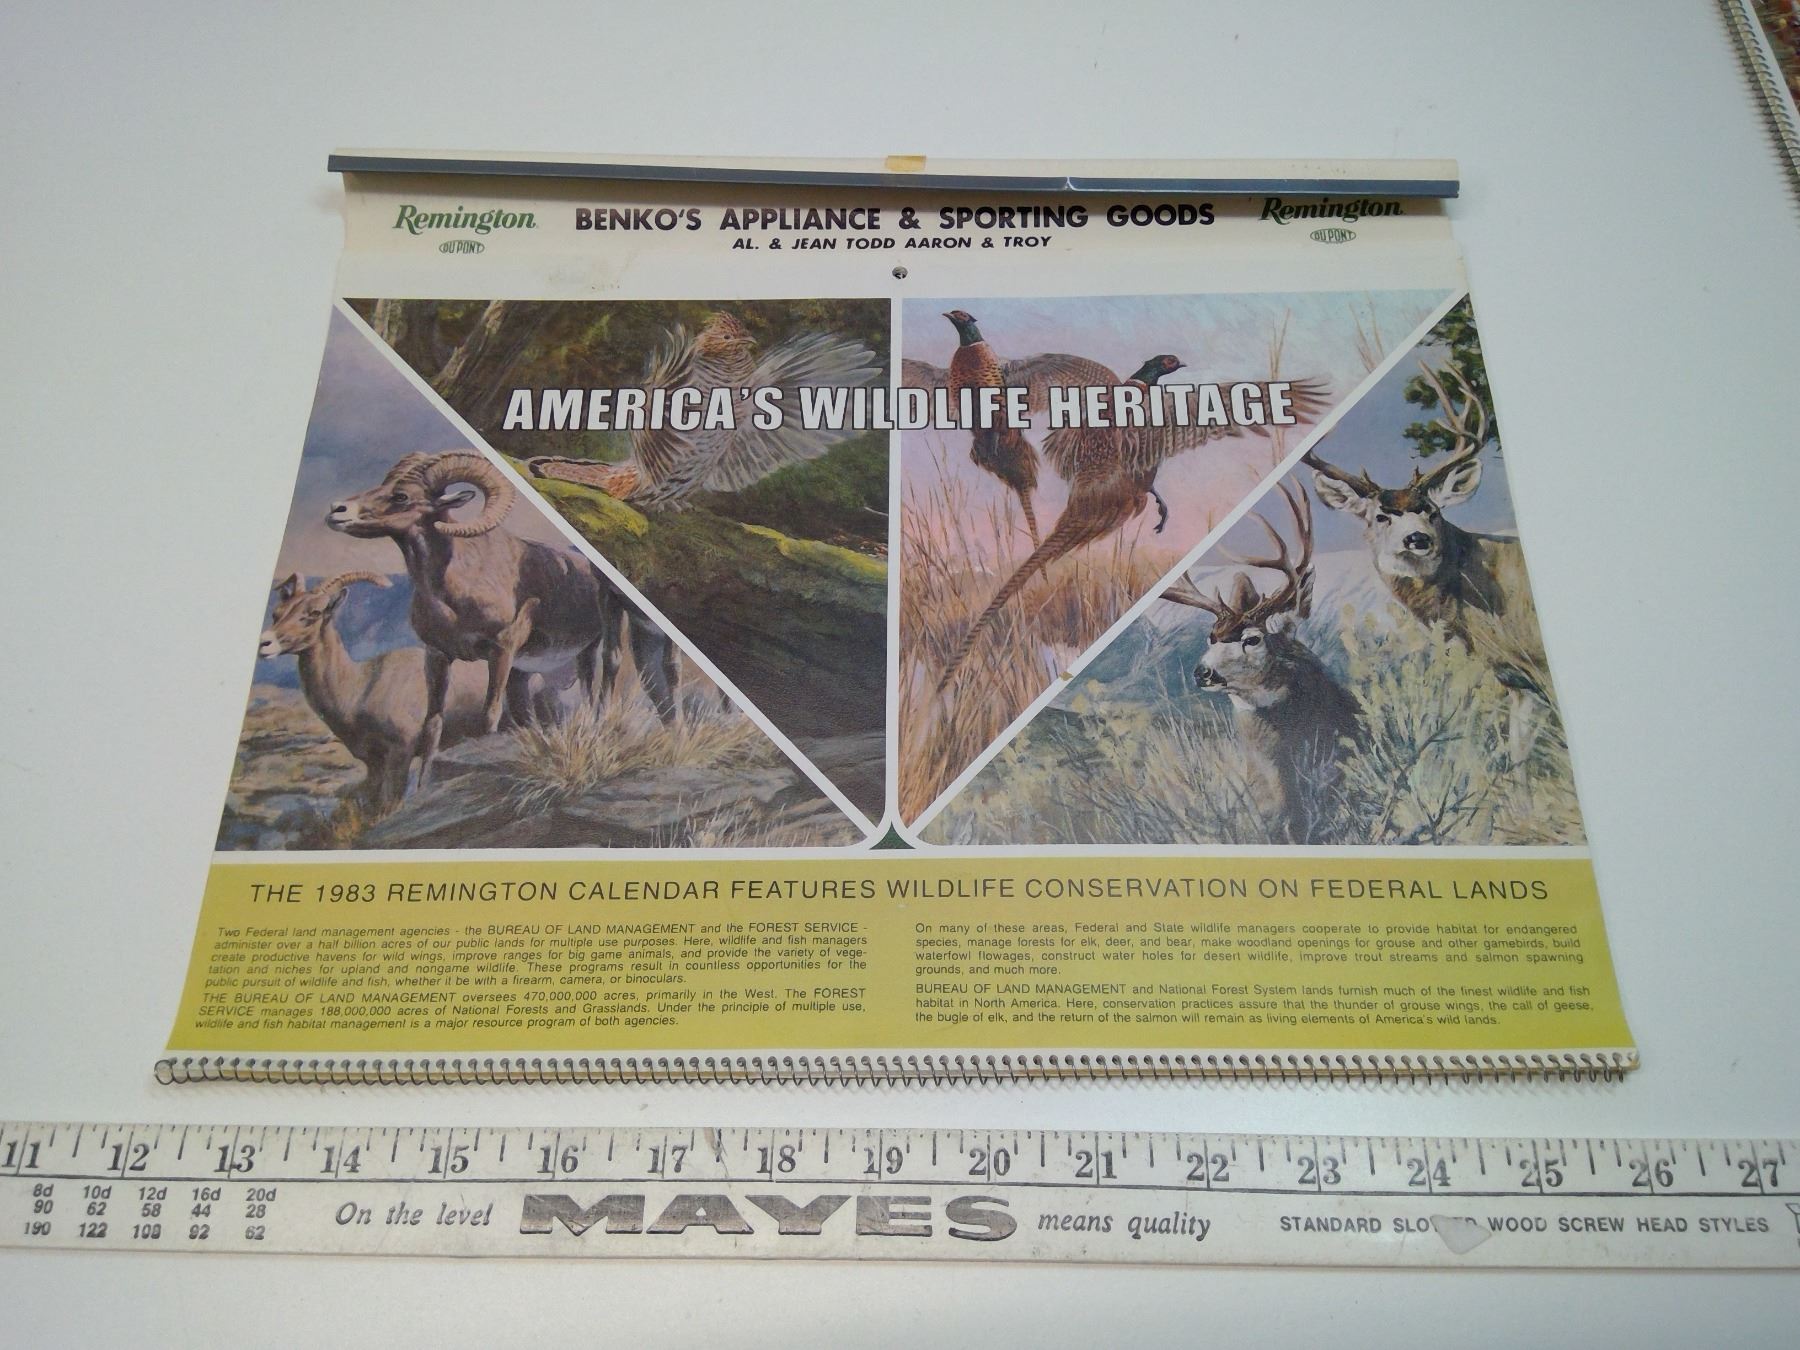 Remington
DU PONT
BENKO'S APPLIANCE & SPORTING GOODS
AL. & JEAN TODD AARON & TROY
Remington
DU PONT
AMERICA'S WILDLIFE HERITAGE
THE 1983 REMINGTON CALENDAR FEATURES WILDLIFE CONSERVATION ON FEDERAL LANDS
Two Federal land management agencies - the BUREAU OF LAND MANAGEMENT and the FOREST SERVICE -
administer over a half billion acres of our public lands for multiple use purposes. Here, wildlife and fish managers
create productive havens for wild wings, improve ranges for big game animals, and provide the variety of vege-
tation and niches for upland and nongame wildlife. These programs result in countless opportunities for the
public pursuit of wildlife and fish, whether it be with a firearm, camera, or binoculars.
THE BUREAU OF LAND MANAGEMENT oversees 470,000,000 acres, primarily in the West. The FOREST
SERVICE manages 188,000,000 acres of National Forests and Grasslands. Under the principle of multiple use,
wildlife and fish habitat management is a major resource program of both agencies.
On many of these areas, Federal and State wildlife managers cooperate to provide habitat for endangered
species, manage forests for elk, deer, and bear, make woodland openings for grouse and other gamebirds, build
waterfowl flowages, construct water holes for desert wildlife, improve trout streams and salmon spawning
grounds, and much more.
BUREAU OF LAND MANAGEMENT and National Forest System lands furnish much of the finest wildlife and fish
habitat in North America. Here, conservation practices assure that the thunder of grouse wings, the call of geese,
the bugle of elk, and the return of the salmon will remain as living elements of America's wild lands.
11 12 13 14 15 16 17 18 19 20 21 22 23 24 25 26 27
8d 10d 12d 16d 20d
90 62 58 44 28
190 122 108 92 62
On the level MAYES means quality
STANDARD WOOD SCREW HEAD STYLES